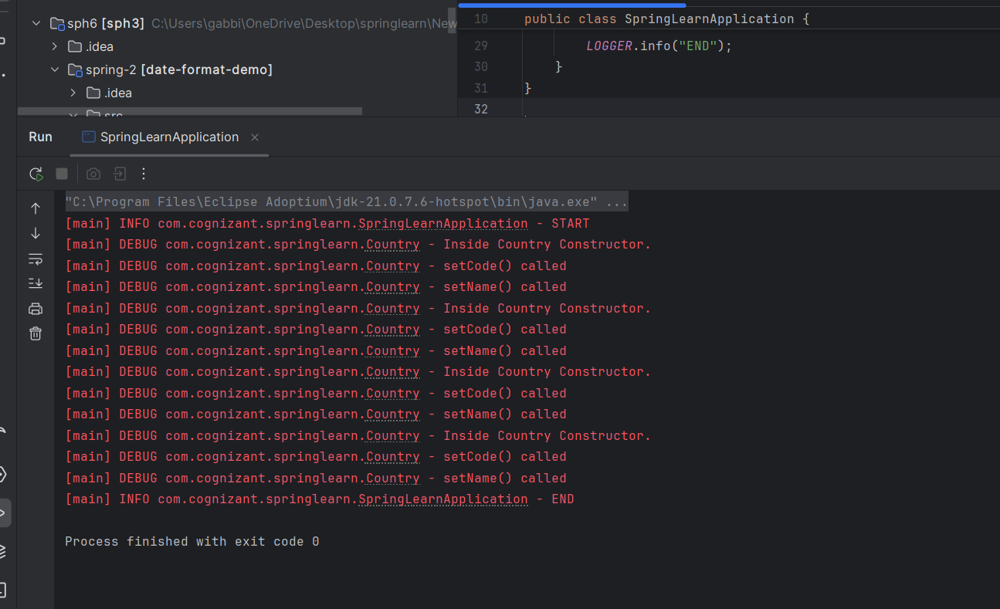 sph6 [sph3] C:\Users\gabbi\OneDrive\Desktop\springlearn\New
.idea
spring-2 [date-format-demo]
.idea
src
10 public class SpringLearnApplication {
29 LOGGER.info("END");
30 }
31 }
32
Run SpringLearnApplication
"C:\Program Files\Eclipse Adoptium\jdk-21.0.7.6-hotspot\bin\java.exe" ...
[main] INFO com.cognizant.springlearn.SpringLearnApplication - START
[main] DEBUG com.cognizant.springlearn.Country - Inside Country Constructor.
[main] DEBUG com.cognizant.springlearn.Country - setCode() called
[main] DEBUG com.cognizant.springlearn.Country - setName() called
[main] DEBUG com.cognizant.springlearn.Country - Inside Country Constructor.
[main] DEBUG com.cognizant.springlearn.Country - setCode() called
[main] DEBUG com.cognizant.springlearn.Country - setName() called
[main] DEBUG com.cognizant.springlearn.Country - Inside Country Constructor.
[main] DEBUG com.cognizant.springlearn.Country - setCode() called
[main] DEBUG com.cognizant.springlearn.Country - setName() called
[main] DEBUG com.cognizant.springlearn.Country - Inside Country Constructor.
[main] DEBUG com.cognizant.springlearn.Country - setCode() called
[main] DEBUG com.cognizant.springlearn.Country - setName() called
[main] INFO com.cognizant.springlearn.SpringLearnApplication - END
Process finished with exit code 0